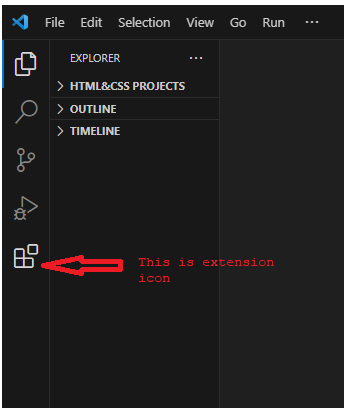 File Edit Selection View Go Run ···
EXPLORER ···
HTML&CSS PROJECTS
OUTLINE
TIMELINE
This is extension
icon